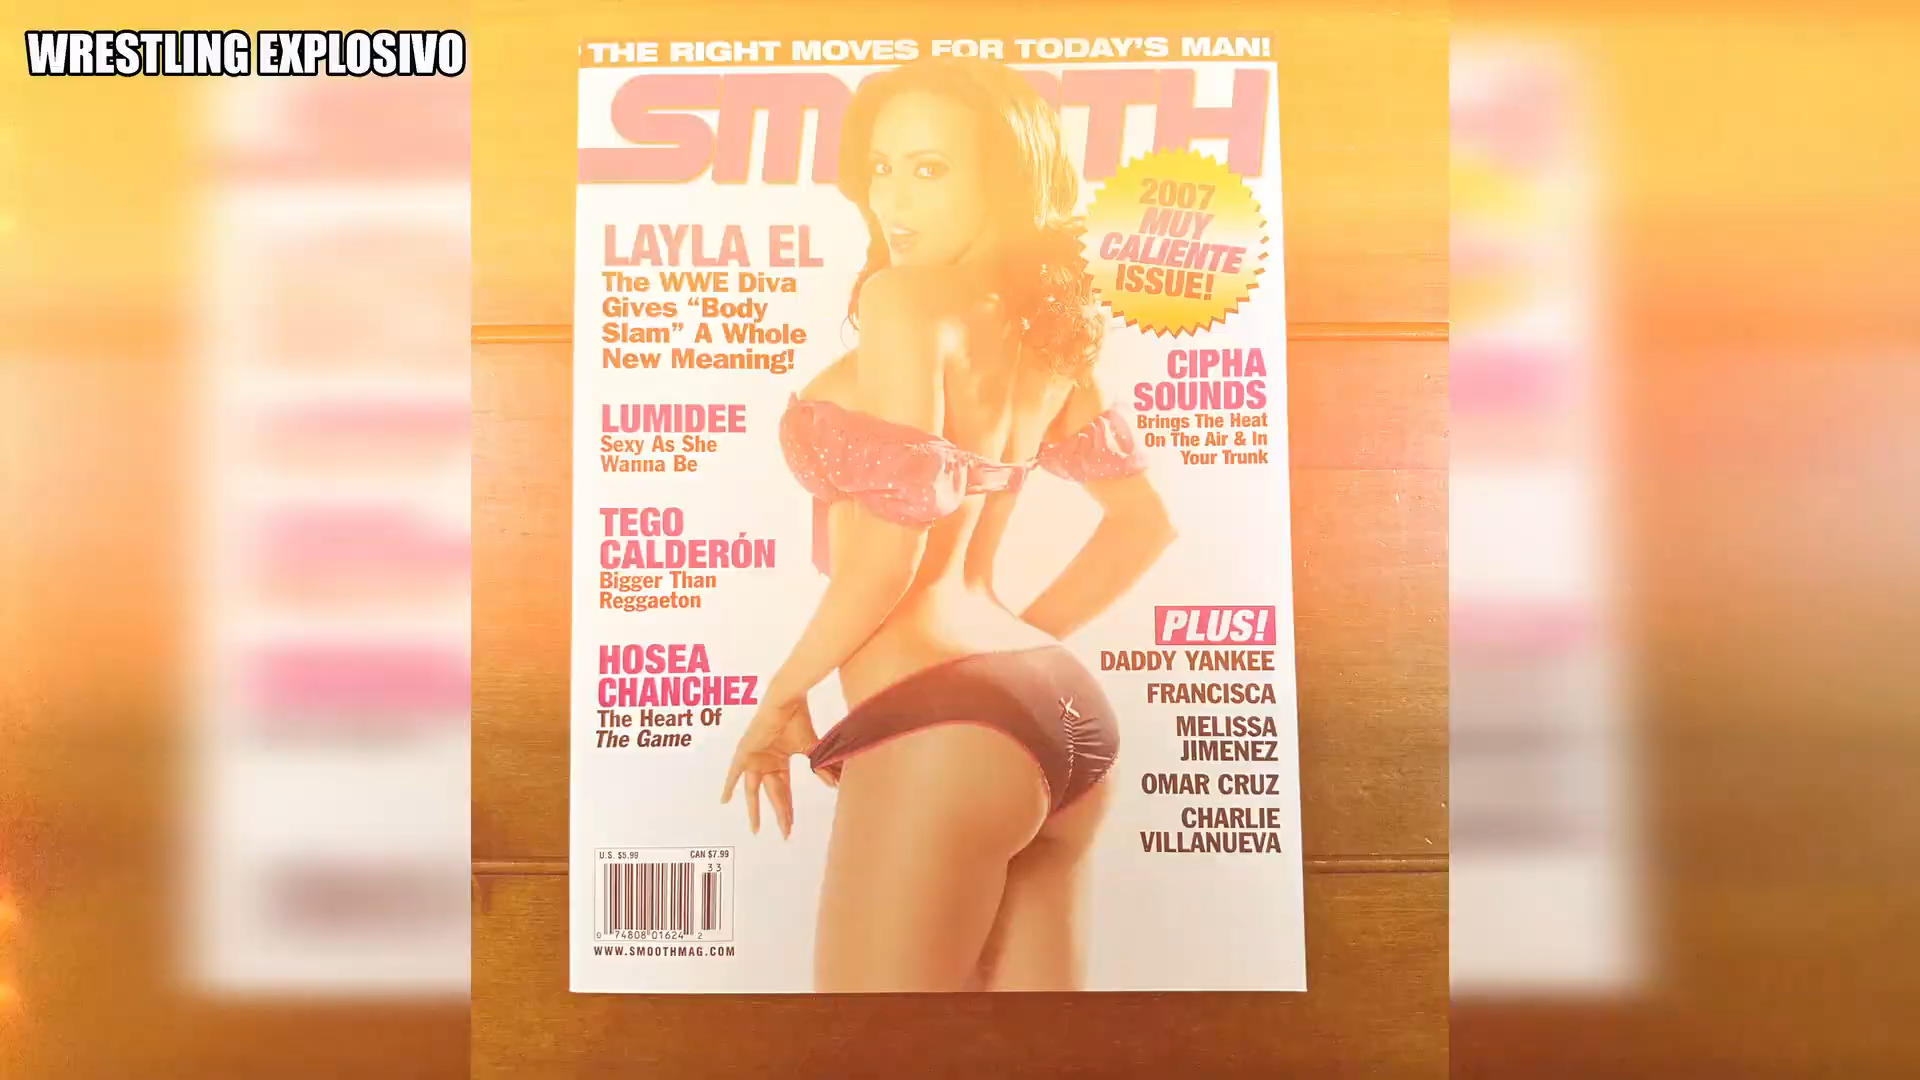 WRESTLING EXPLOSIVO
THE RIGHT MOVES FOR TODAY'S MAN!
SMOOTH
2007
MUY
CALIENTE
ISSUE!
LAYLA EL
The WWE Diva
Gives “Body
Slam” A Whole
New Meaning!
LUMIDEE
Sexy As She
Wanna Be
TEGO
CALDERÓN
Bigger Than
Reggaeton
HOSEA
CHANCHEZ
The Heart Of
The Game
CIPHA
SOUNDS
Brings The Heat
On The Air & In
Your Trunk
PLUS!
DADDY YANKEE
FRANCISCA
MELISSA
JIMENEZ
OMAR CRUZ
CHARLIE
VILLANUEVA
U.S. $5.99 CAN $7.99
33
0 74808 01624 2
WWW.SMOOTHMAG.COM